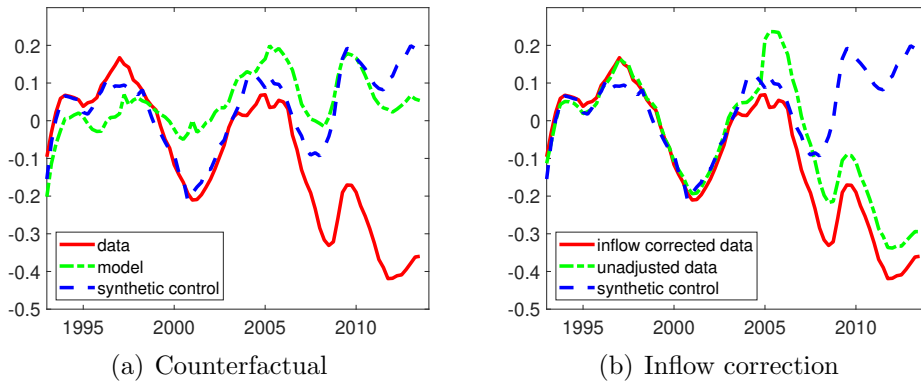 0.2
0.1
0
-0.1
-0.2
-0.3
-0.4
-0.5
data
model
synthetic control
1995 2000 2005 2010
(a) Counterfactual
0.2
0.1
0
-0.1
-0.2
-0.3
-0.4
-0.5
inflow corrected data
unadjusted data
synthetic control
1995 2000 2005 2010
(b) Inflow correction